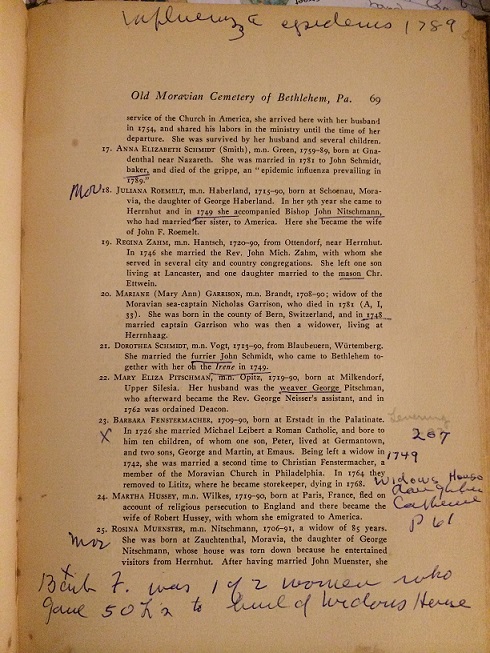 Influenza epidemis 1789
Old Moravian Cemetery of Bethlehem, Pa. 69
service of the Church in America, she arrived here with her husband
in 1754, and shared his labors in the ministry until the time of her
departure. She was survived by her husband and several children.
17. ANNA ELIZABETH SCHMIDT (Smith), m.n. Green, 1759-89, born at Gna-
denthal near Nazareth. She was married in 1781 to John Schmidt,
baker, and died of the grippe, an "epidemic influenza prevailing in
1789."
Mor 18. JULIANA ROEMELT, m.n. Haberland, 1715-90, born at Schoenau, Mora-
via, the daughter of George Haberland. In her 9th year she came to
Herrnhut and in 1749 she accompanied Bishop John Nitschmann,
who had married her sister, to America. Here she became the wife
of John F. Roemelt.
19. REGINA ZAHM, m.n. Hantsch, 1720-90, from Ottendorf, near Herrnhut.
In 1746 she married the Rev. John Mich. Zahm, with whom she
served in several city and country congregations. She left one son
living at Lancaster, and one daughter married to the mason Chr.
Ettwein.
20. MARIANE (Mary Ann) GARRISON, m.n. Brandt, 1708-90; widow of the
Moravian sea-captain Nicholas Garrison, who died in 1781 (A, I,
33). She was born in the county of Bern, Switzerland, and in 1748
married captain Garrison who was then a widower, living at
Herrnhaag.
21. DOROTHEA SCHMIDT, m.n. Vogt, 1713-90, from Blaubeuern, Würtemberg.
She married the furrier John Schmidt, who came to Bethlehem to-
gether with her on the Irene in 1749.
22. MARY ELIZA PITSCHMAN, m.n. Opitz, 1719-90, born at Milkendorf,
Upper Silesia. Her husband was the weaver George Pitschman,
who afterward became the Rev. George Neisser's assistant, and in
1762 was ordained Deacon.
23. BARBARA FENSTERMACHER, 1709-90, born at Erstadt in the Palatinate.
X In 1726 she married Michael Leibert a Roman Catholic, and bore to
him ten children, of whom one son, Peter, lived at Germantown,
and two sons, George and Martin, at Emaus. Being left a widow in
1742, she was married a second time to Christian Fenstermacher, a
member of the Moravian Church in Philadelphia. In 1764 they
removed to Lititz, where he became storekeeper, dying in 1768.
Levering
267
1749
Widows House
daughter
Catherine
p 61
24. MARTHA HUSSEY, m.n. Wilkes, 1719-90, born at Paris, France, fled on
account of religious persecution to England and there became the
wife of Robert Hussey, with whom she emigrated to America.
25. ROSINA MUENSTER, m.n. Nitschmann, 1706-91, a widow of 85 years.
Mor She was born at Zauchtenthal, Moravia, the daughter of George
Nitschmann, whose house was torn down because he entertained
visitors from Herrnhut. After having married John Muenster, she
X
Barb F. was 1 of 2 women who
gave 50 to build Widows House